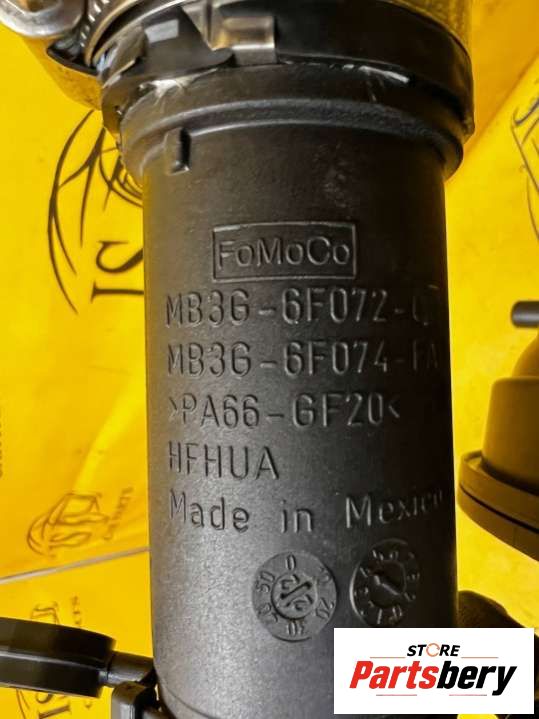 FoMoCo
MB3G-6F072-
MB3G-6F074-
>PA66-GF20<
HFHUA
Made in Mexico
STORE
Partsbery